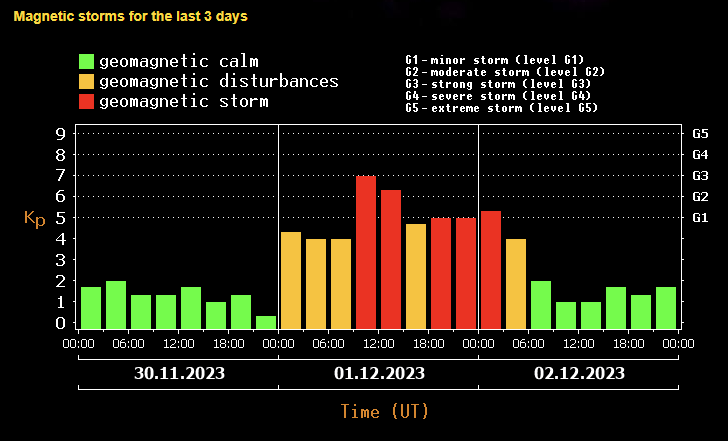 Magnetic storms for the last 3 days
geomagnetic calm
geomagnetic disturbances
geomagnetic storm
G1-minor storm (level G1)
G2-moderate storm (level G2)
G3-strong storm (level G3)
G4-severe storm (level G4)
G5-extreme storm (level G5)
9 G5
8 G4
7 G3
6 G2
5 G1
Kp
4
3
2
1
0
00:00 06:00 12:00 18:00 00:00 06:00 12:00 18:00 00:00 06:00 12:00 18:00 00:00
30.11.2023 01.12.2023 02.12.2023
Time (UT)